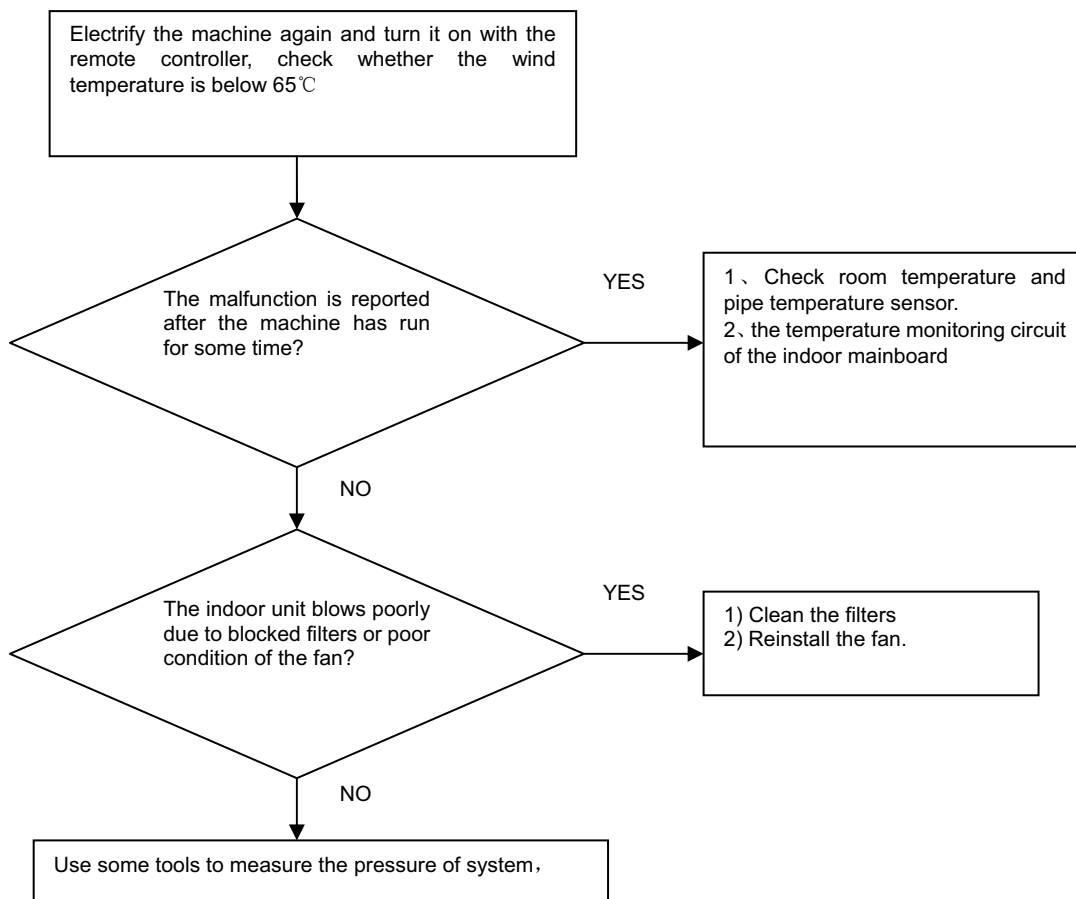 Electrify the machine again and turn it on with the
remote controller, check whether the wind
temperature is below 65℃
The malfunction is reported
after the machine has run
for some time?
YES
1、Check room temperature and
pipe temperature sensor.
2、the temperature monitoring circuit
of the indoor mainboard
NO
The indoor unit blows poorly
due to blocked filters or poor
condition of the fan?
YES
1) Clean the filters
2) Reinstall the fan.
NO
Use some tools to measure the pressure of system，